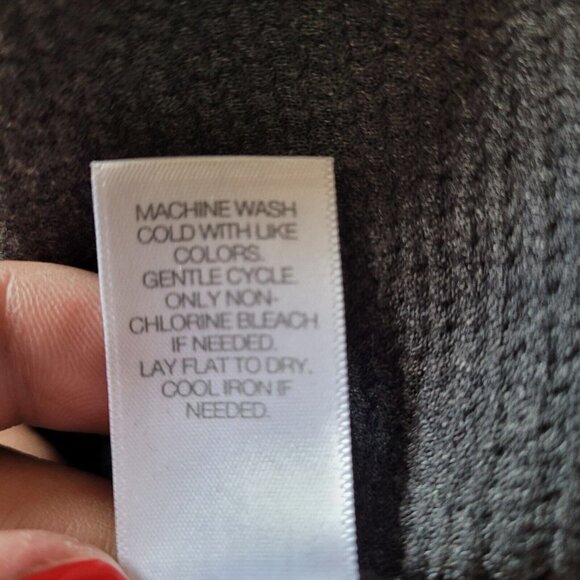 MACHINE WASH
COLD WITH LIKE
COLORS.
GENTLE CYCLE.
ONLY NON-
CHLORINE BLEACH
IF NEEDED.
LAY FLAT TO DRY.
COOL IRON IF
NEEDED.